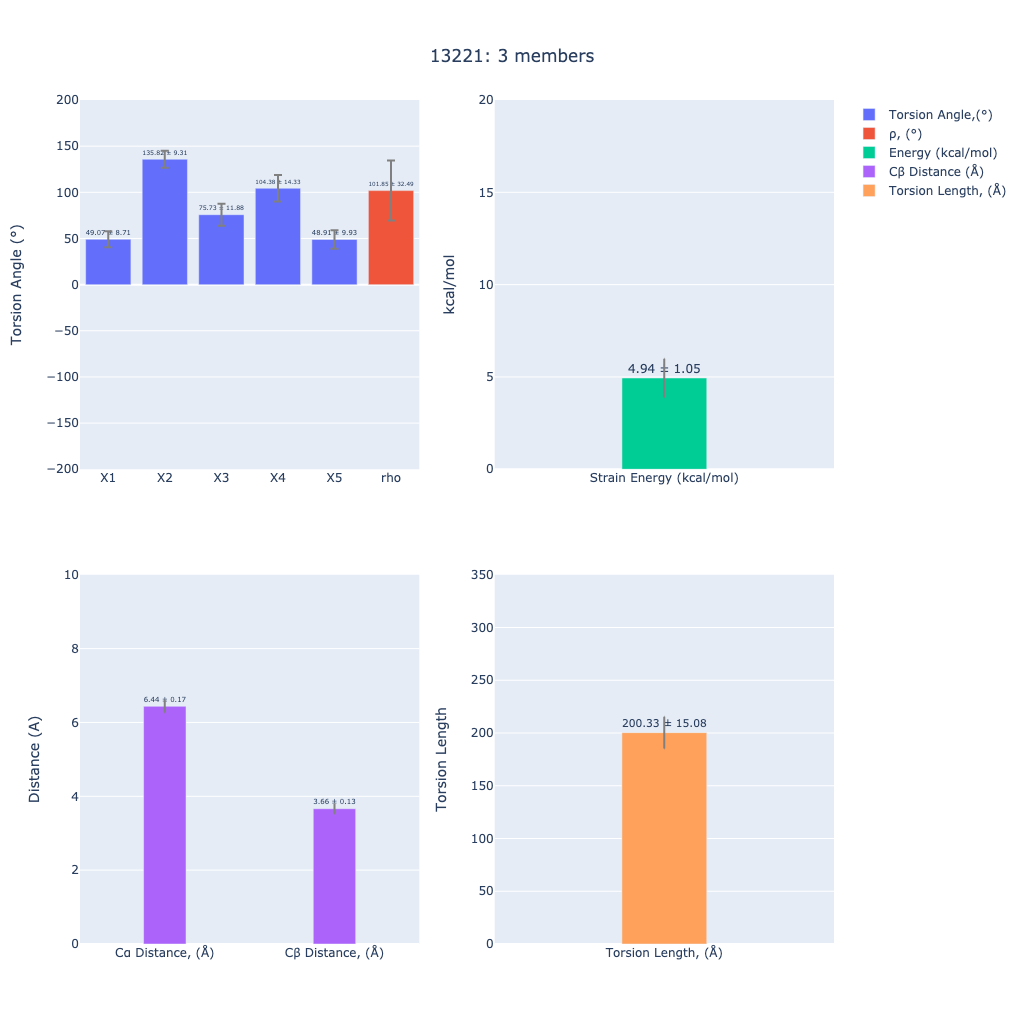 13221: 3 members
200
150
100
50
0
−50
−100
−150
−200
Torsion Angle (°)
49.07 ± 8.71
135.82 ± 9.31
75.73 ± 11.88
104.38 ± 14.33
48.91 ± 9.93
101.85 ± 32.49
X1
X2
X3
X4
X5
rho
20
15
10
5
0
kcal/mol
4.94 ± 1.05
Strain Energy (kcal/mol)
Torsion Angle,(°)
ρ, (°)
Energy (kcal/mol)
Cβ Distance (Å)
Torsion Length, (Å)
10
8
6
4
2
0
Distance (A)
6.44 ± 0.17
3.66 ± 0.13
Cα Distance, (Å)
Cβ Distance, (Å)
350
300
250
200
150
100
50
0
Torsion Length
200.33 ± 15.08
Torsion Length, (Å)